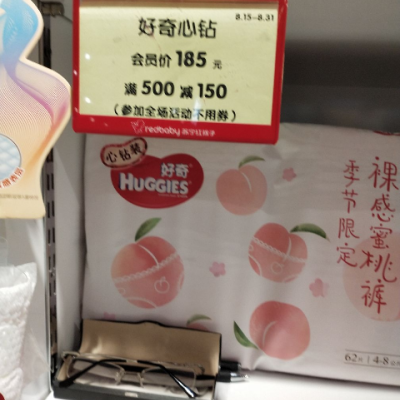 好奇心钻
8.15-8.31
会员价 185 元
满 500 减 150
(参加全场活动不用券)
redbaby 苏宁红孩子
心钻装
好奇
HUGGIES
裸感蜜桃裤
季节限定